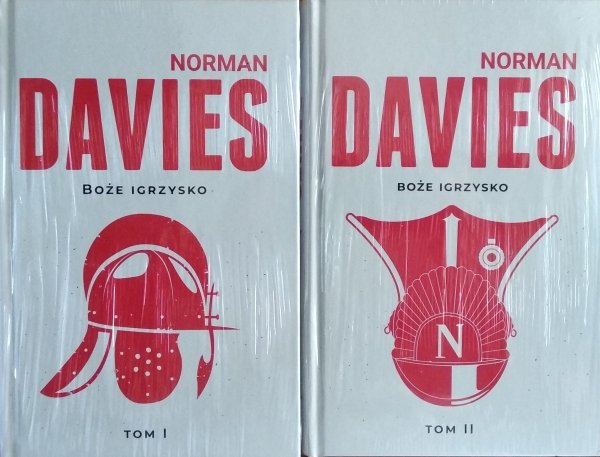 NORMAN
DAVIES
BOŻE IGRZYSKO
TOM I
NORMAN
DAVIES
BOŻE IGRZYSKO
N
TOM II